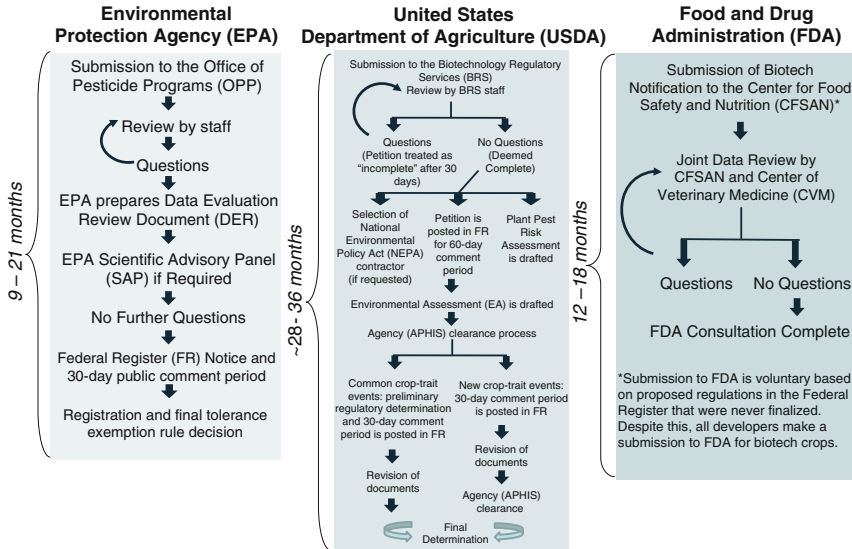 Environmental
Protection Agency (EPA)
9 – 21 months
Submission to the Office of
Pesticide Programs (OPP)
Review by staff
Questions
EPA prepares Data Evaluation
Review Document (DER)
EPA Scientific Advisory Panel
(SAP) if Required
No Further Questions
Federal Register (FR) Notice and
30-day public comment period
Registration and final tolerance
exemption rule decision
United States
Department of Agriculture (USDA)
~28- 36 months
Submission to the Biotechnology Regulatory
Services (BRS)
Review by BRS staff
Questions
(Petition treated as
“incomplete” after 30
days)
No Questions
(Deemed
Complete)
Selection of
National
Environmental
Policy Act (NEPA)
contractor
(if requested)
Petition is
posted in FR
for 60-day
comment
period
Plant Pest
Risk
Assessment
is drafted
Environmental Assessment (EA) is drafted
Agency (APHIS) clearance process
Common crop-trait
events: preliminary
regulatory determination
and 30-day comment
period is posted in FR
Revision of
documents
New crop-trait events:
30-day comment period
is posted in FR
Revision of
documents
Agency (APHIS)
clearance
Final
Determination
Food and Drug
Administration (FDA)
12 –18 months
Submission of Biotech
Notification to the Center for Food
Safety and Nutrition (CFSAN)*
Joint Data Review by
CFSAN and Center of
Veterinary Medicine (CVM)
Questions
No Questions
FDA Consultation Complete
*Submission to FDA is voluntary based
on proposed regulations in the Federal
Register that were never finalized.
Despite this, all developers make a
submission to FDA for biotech crops.